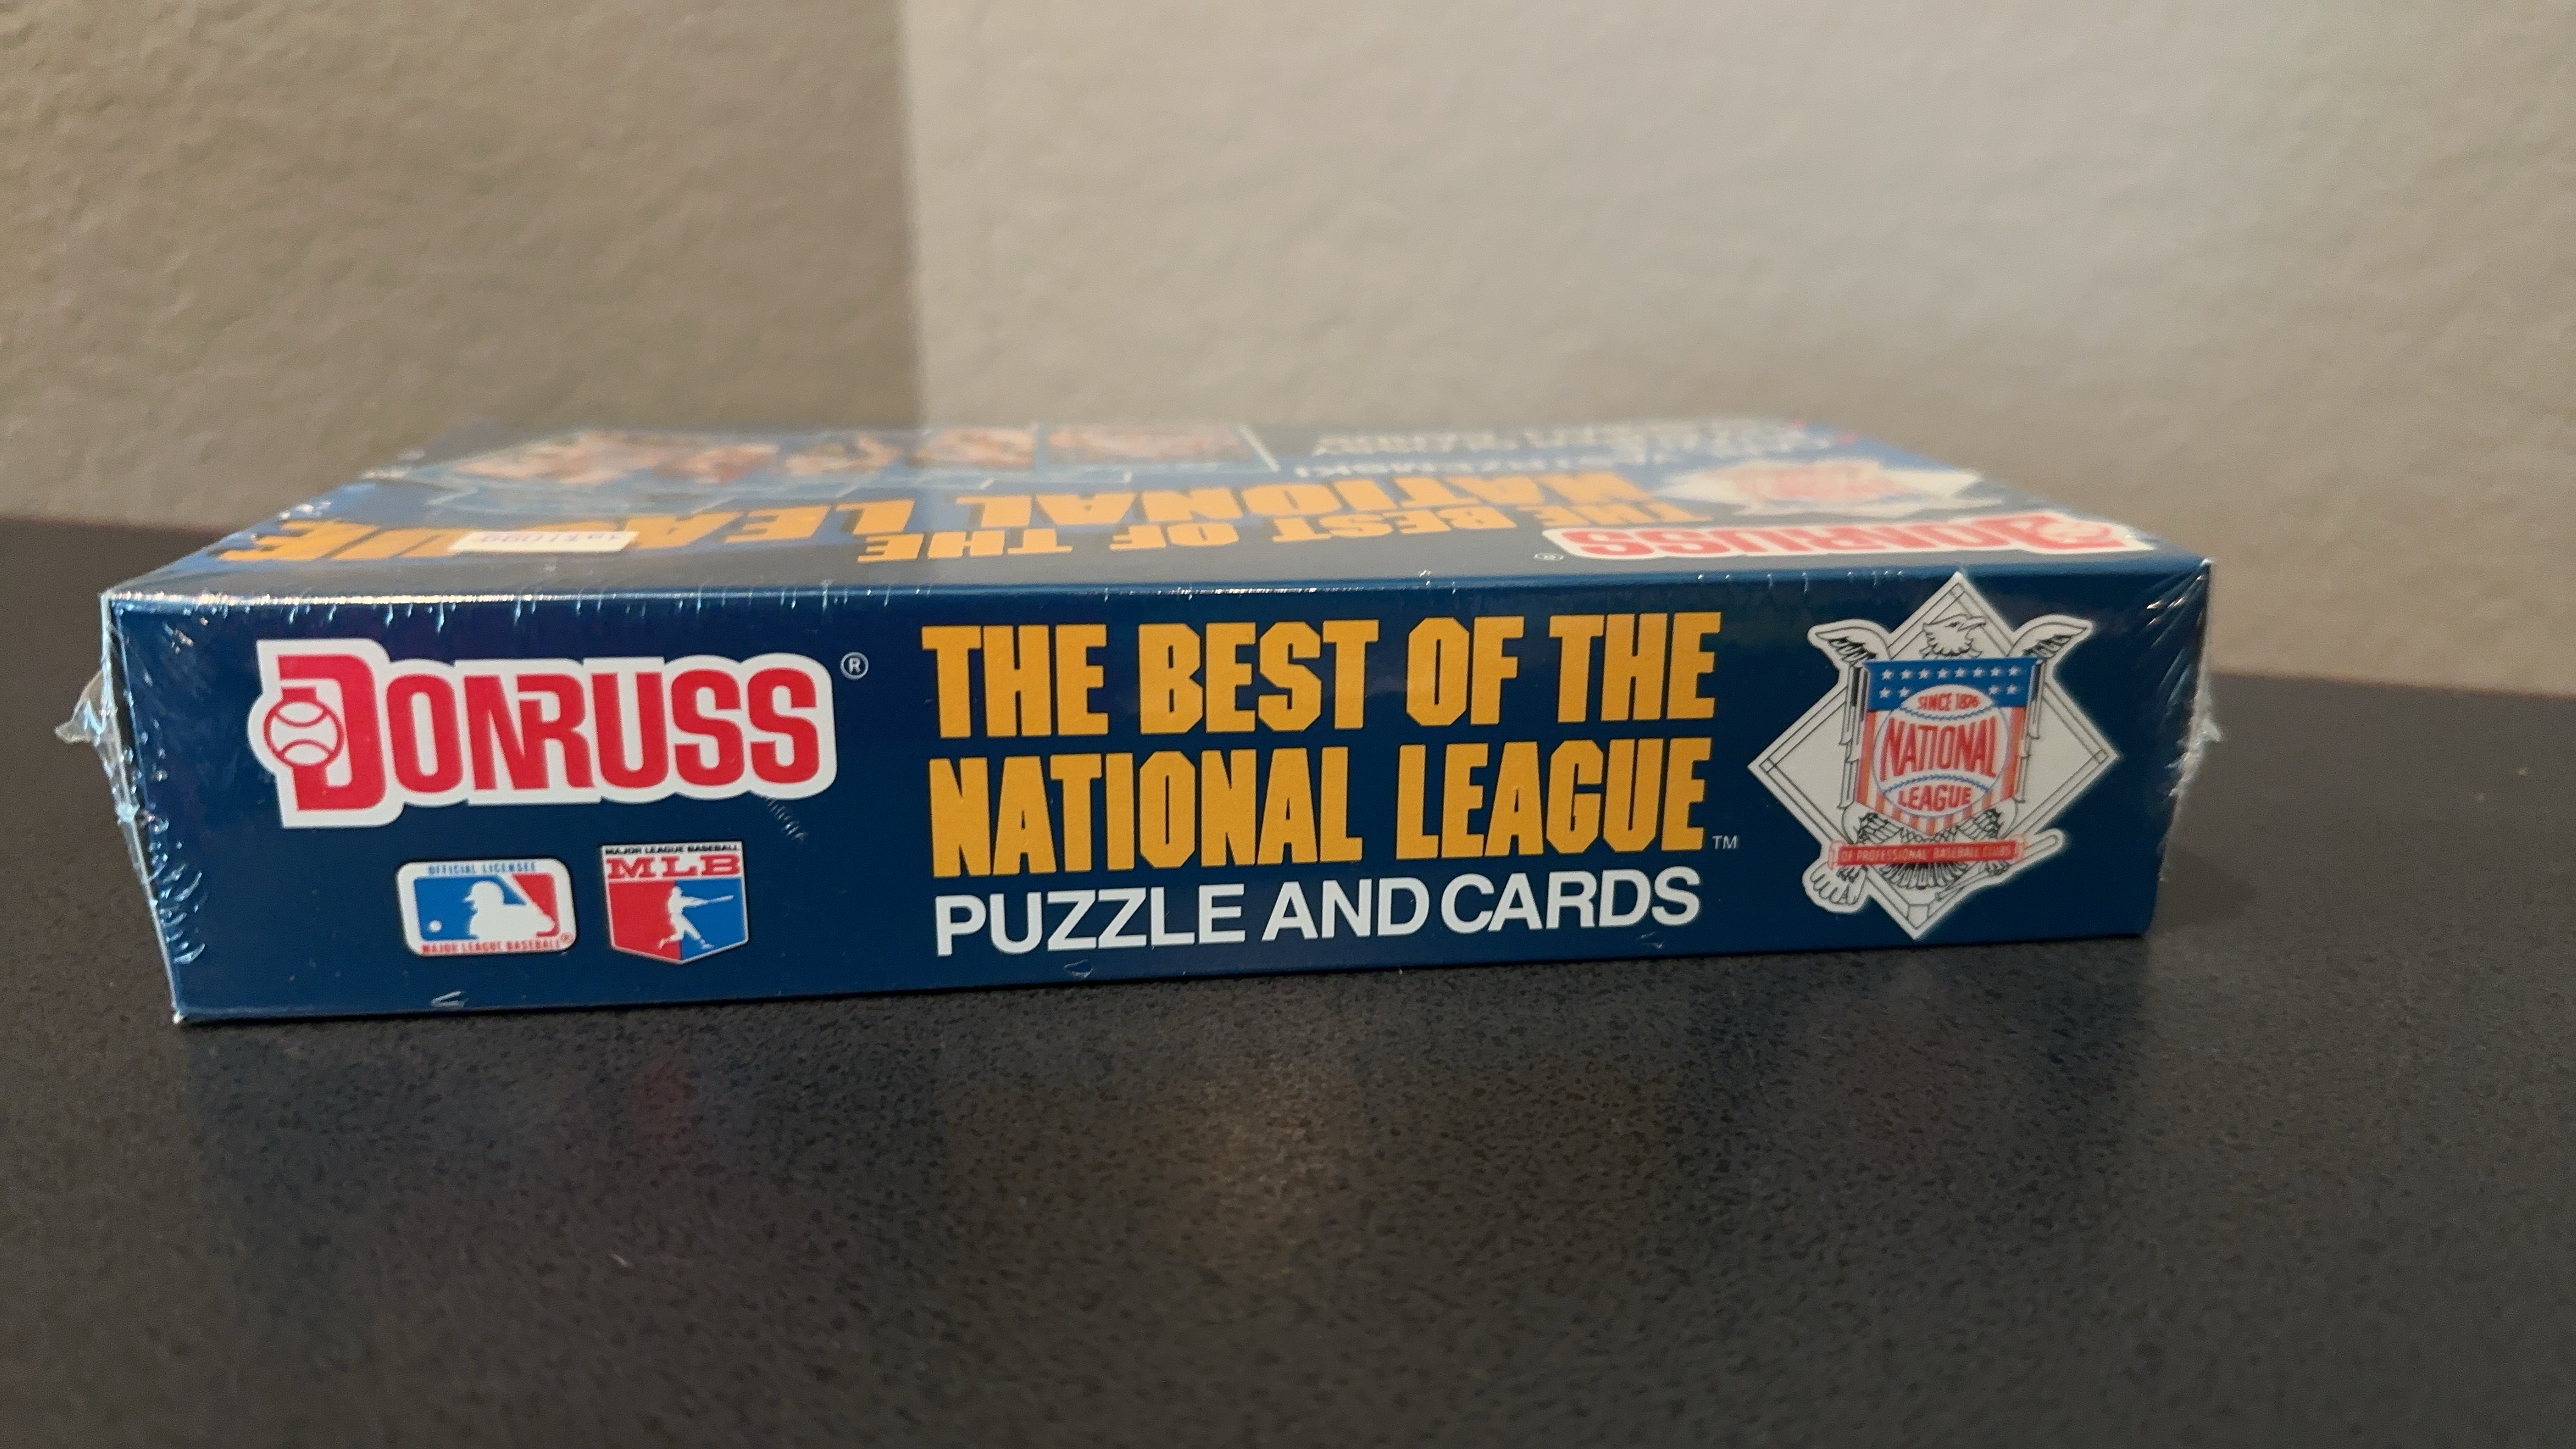 THE BEST OF THE
NATIONAL LEAGUE
DONRUSS®
DONRUSS®
OFFICIAL LICENSEE
MAJOR LEAGUE BASEBALL®
MAJOR LEAGUE BASEBALL
MLB
THE BEST OF THE
NATIONAL LEAGUE™
PUZZLE AND CARDS
SINCE 1876
NATIONAL
LEAGUE
OF PROFESSIONAL BASEBALL CLUBS